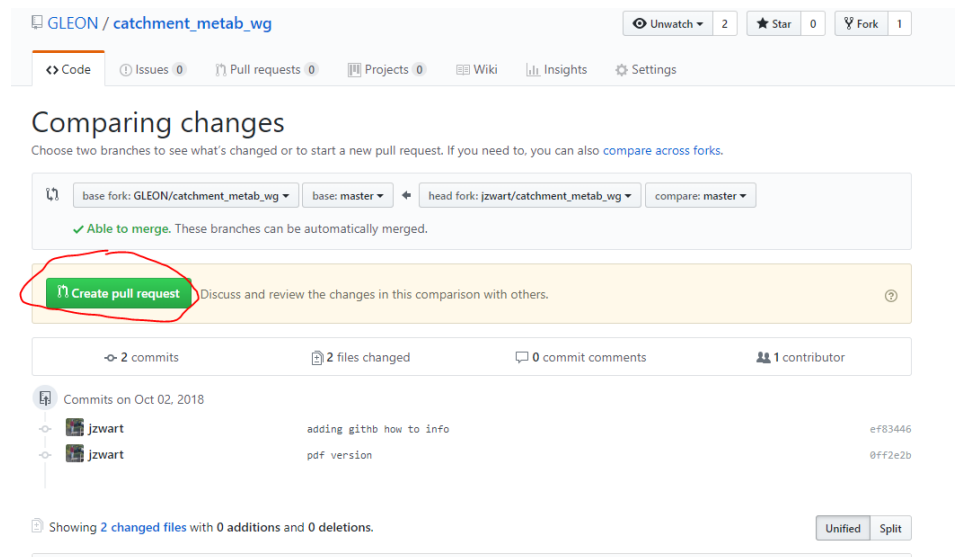 GLEON / catchment_metab_wg
Unwatch 2 Star 0 Fork 1
Code Issues 0 Pull requests 0 Projects 0 Wiki Insights Settings
Comparing changes
Choose two branches to see what's changed or to start a new pull request. If you need to, you can also compare across forks.
base fork: GLEON/catchment_metab_wg base: master head fork: jzwart/catchment_metab_wg compare: master
Able to merge. These branches can be automatically merged.
Create pull request Discuss and review the changes in this comparison with others.
2 commits 2 files changed 0 commit comments 1 contributor
Commits on Oct 02, 2018
jzwart adding githb how to info ef83446
jzwart pdf version 0ff2e2b
Showing 2 changed files with 0 additions and 0 deletions. Unified Split